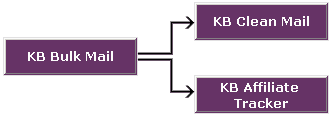 KB Bulk Mail
KB Clean Mail
KB Affiliate
Tracker